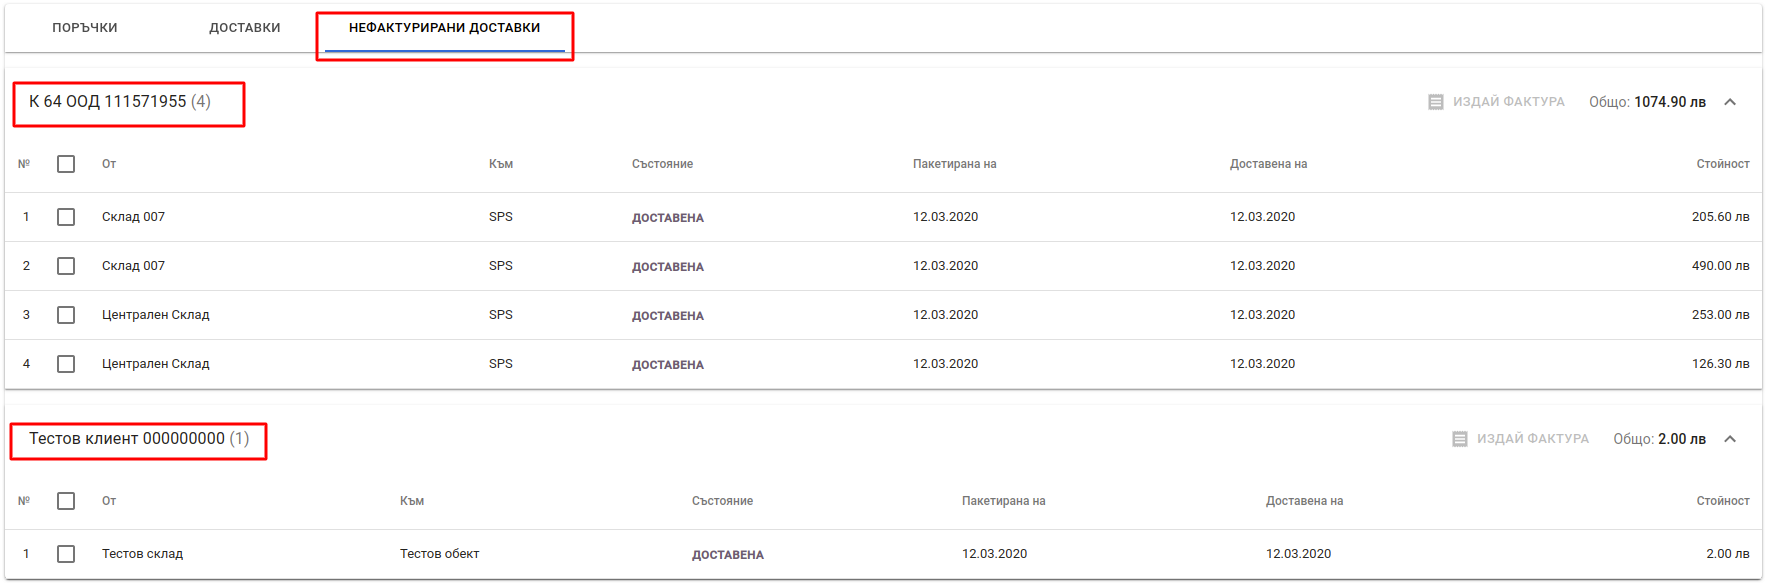 ПОРЪЧКИ ДОСТАВКИ НЕФАКТУРИРАНИ ДОСТАВКИ
К 64 ООД 111571955 (4) ИЗДАЙ ФАКТУРА Общо: 1074.90 лв
№ От Към Състояние Пакетирана на Доставена на Стойност
1 Склад 007 SPS ДОСТАВЕНА 12.03.2020 12.03.2020 205.60 лв
2 Склад 007 SPS ДОСТАВЕНА 12.03.2020 12.03.2020 490.00 лв
3 Централен Склад SPS ДОСТАВЕНА 12.03.2020 12.03.2020 253.00 лв
4 Централен Склад SPS ДОСТАВЕНА 12.03.2020 12.03.2020 126.30 лв
Тестов клиент 000000000 (1) ИЗДАЙ ФАКТУРА Общо: 2.00 лв
№ От Към Състояние Пакетирана на Доставена на Стойност
1 Тестов склад Тестов обект ДОСТАВЕНА 12.03.2020 12.03.2020 2.00 лв